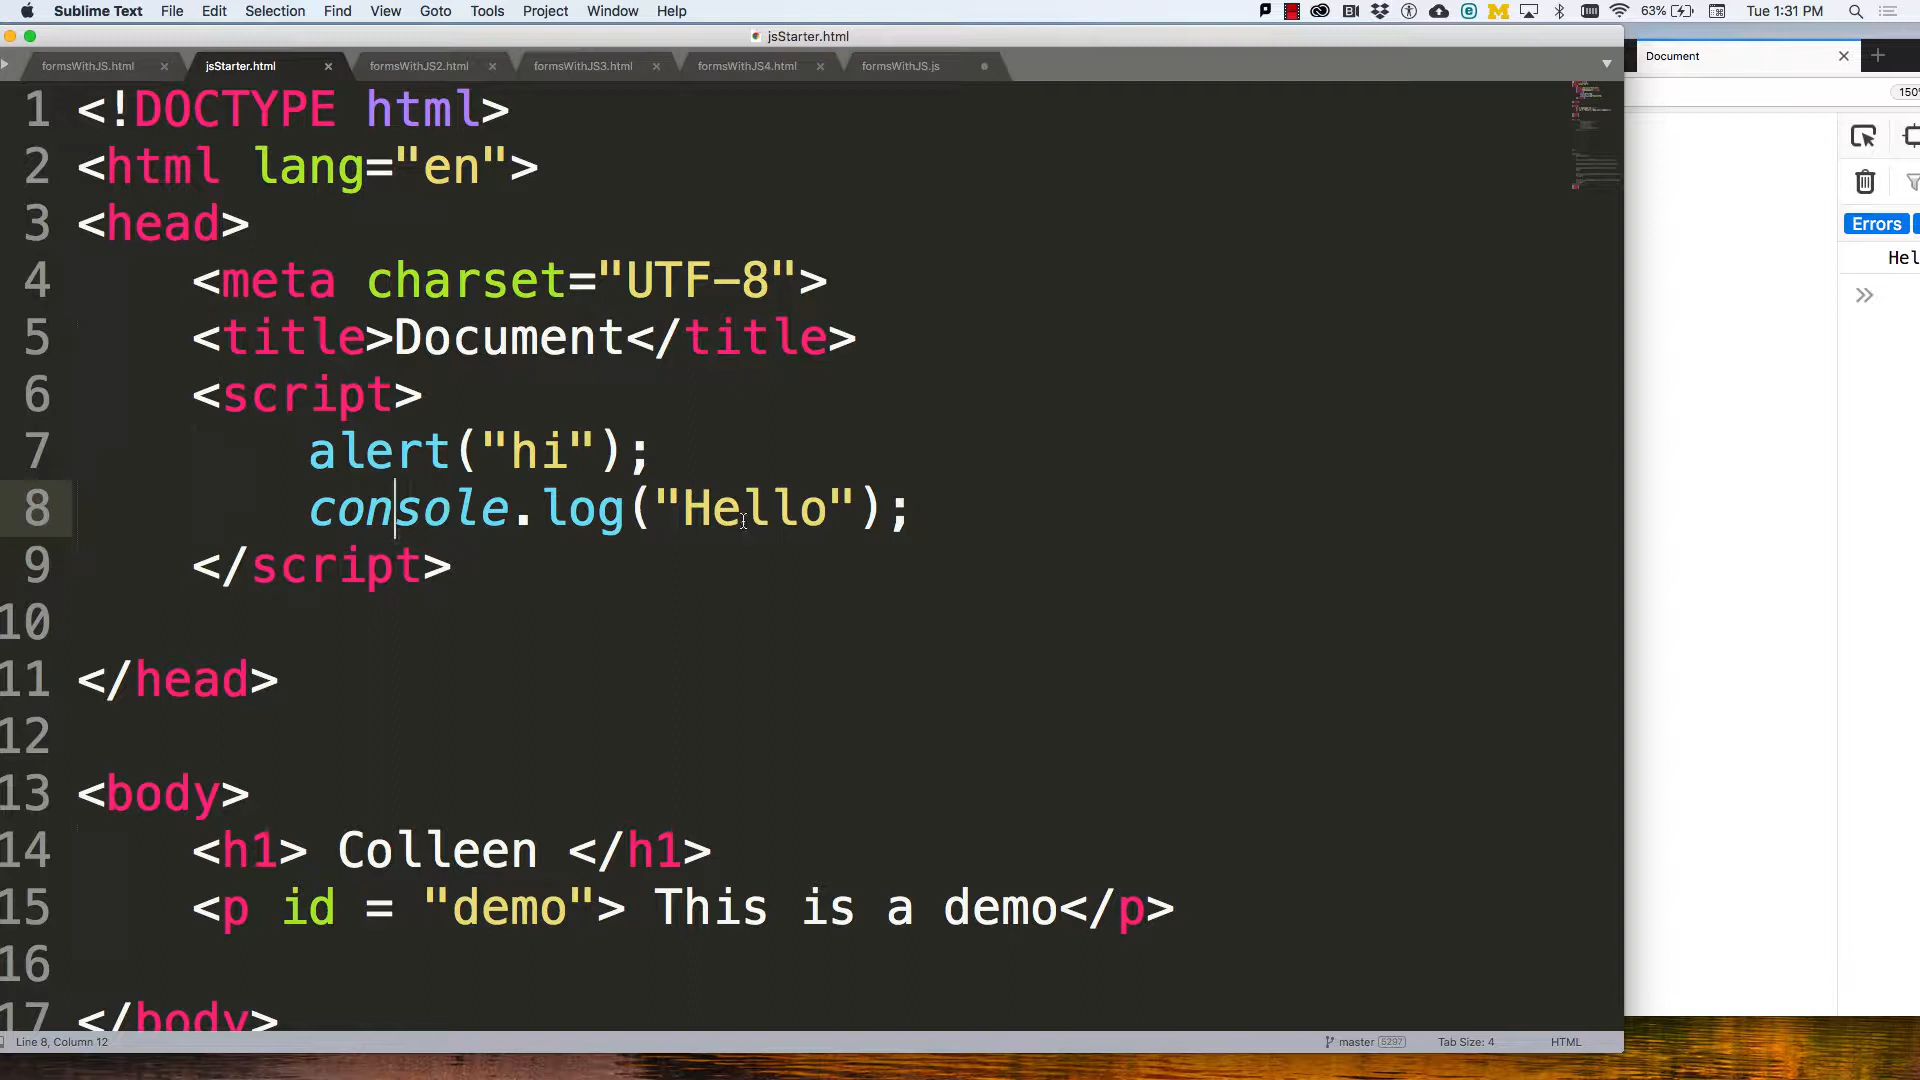 Sublime Text File Edit Selection Find View Goto Tools Project Window Help 63% Tue 1:31 PM
jsStarter.html
formsWithJS.html jsStarter.html formsWithJS2.html formsWithJS3.html formsWithJS4.html formsWithJS.js
Document
150%
Errors
Hel
1 <!DOCTYPE html>
2 <html lang="en">
3 <head>
4 <meta charset="UTF-8">
5 <title>Document</title>
6 <script>
7 alert("hi");
8 console.log("Hello");
9 </script>
10
11 </head>
12
13 <body>
14 <h1> Colleen </h1>
15 <p id = "demo"> This is a demo</p>
16
17 </body>
Line 8, Column 12 master 5297 Tab Size: 4 HTML